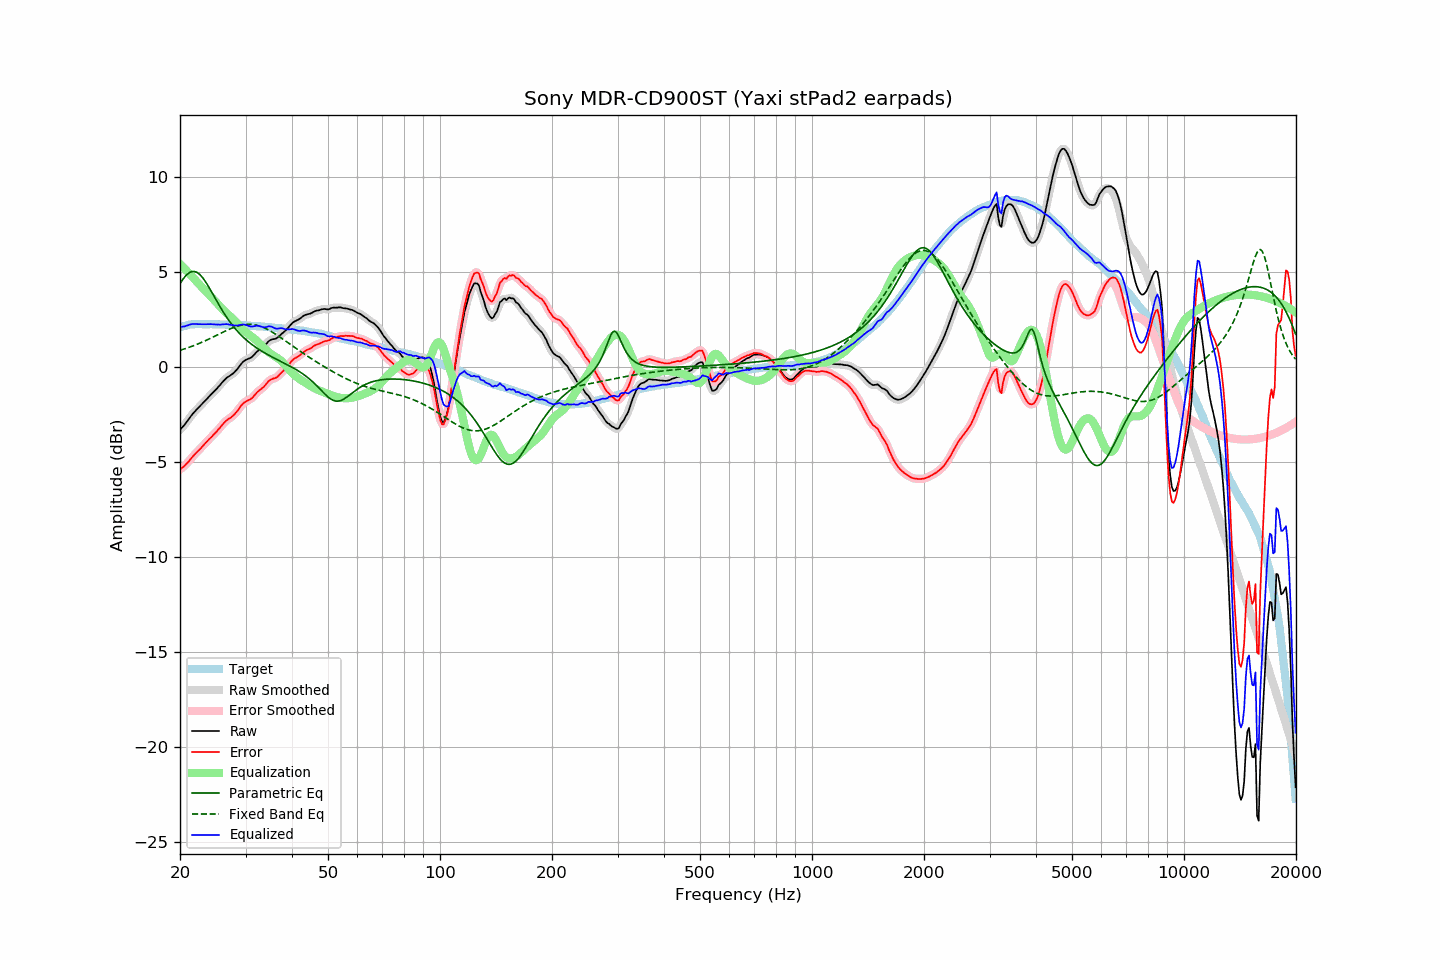 Sony MDR-CD900ST (Yaxi stPad2 earpads)
Amplitude (dBr)
10
5
0
−5
−10
−15
−20
−25
Target
Raw Smoothed
Error Smoothed
Raw
Error
Equalization
Parametric Eq
Fixed Band Eq
Equalized
20 50 100 200 500 1000 2000 5000 10000 20000
Frequency (Hz)